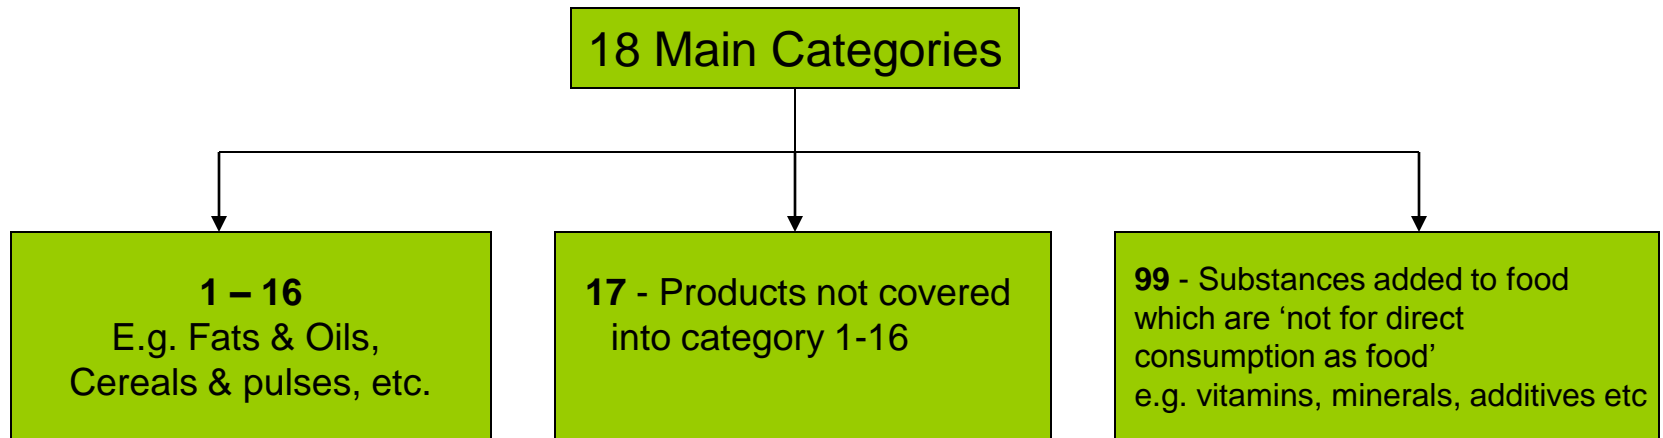 18 Main Categories
1 – 16
E.g. Fats & Oils,
Cereals & pulses, etc.
17 - Products not covered
into category 1-16
99 - Substances added to food
which are ‘not for direct
consumption as food’
e.g. vitamins, minerals, additives etc